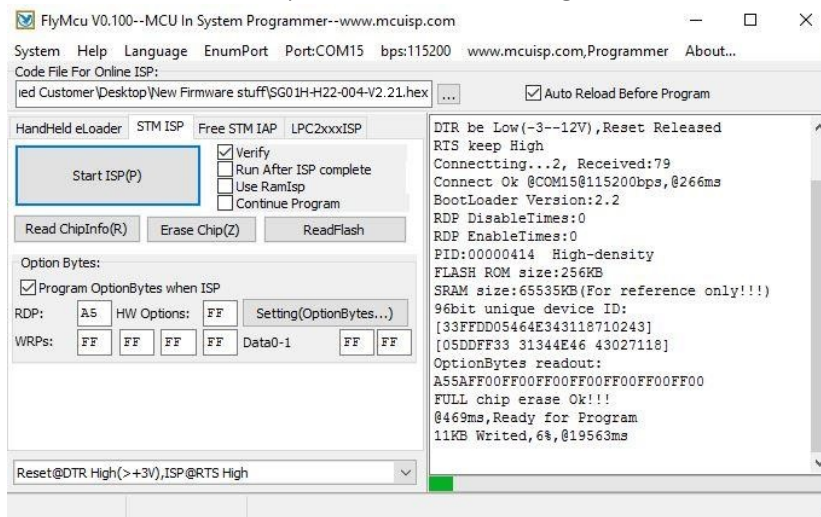 FlyMcu V0.100--MCU In System Programmer--www.mcuisp.com
System Help Language EnumPort Port:COM15 bps:115200 www.mcuisp.com,Programmer About...
Code File For Online ISP:
ied Customer\Desktop\New Firmware stuff\SG01H-H22-004-V2.21.hex ... Auto Reload Before Program
HandHeld eLoader STM ISP Free STM IAP LPC2xxxISP
Start ISP(P)
Verify
Run After ISP complete
Use RamIsp
Continue Program
Read ChipInfo(R) Erase Chip(Z) ReadFlash
Option Bytes:
Program OptionBytes when ISP
RDP: A5 HW Options: FF Setting(OptionBytes...)
WRPs: FF FF FF FF Data0-1 FF FF
Reset@DTR High(>+3V),ISP@RTS High
DTR be Low(-3--12V),Reset Released
RTS keep High
Connectting...2, Received:79
Connect Ok @COM15@115200bps,@266ms
BootLoader Version:2.2
RDP DisableTimes:0
RDP EnableTimes:0
PID:00000414 High-density
FLASH ROM size:256KB
SRAM size:65535KB(For reference only!!!)
96bit unique device ID:
[33FFDD05464E343118710243]
[05DDFF33 31344E46 43027118]
OptionBytes readout:
A55AFF00FF00FF00FF00FF00FF00FF00
FULL chip erase Ok!!!
@469ms,Ready for Program
11KB Writed,6%,@19563ms